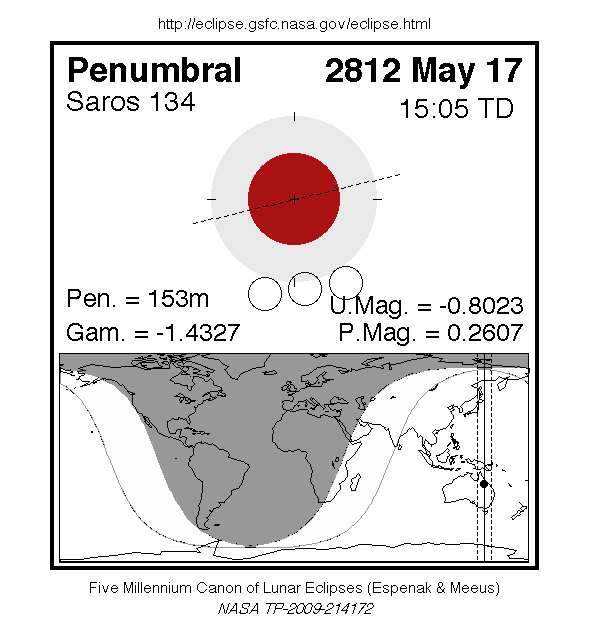 http://eclipse.gsfc.nasa.gov/eclipse.html
Penumbral 2812 May 17
Saros 134 15:05 TD
Pen. = 153m U.Mag. = -0.8023
Gam. = -1.4327 P.Mag. = 0.2607
Five Millennium Canon of Lunar Eclipses (Espenak & Meeus)
NASA TP-2009-214172